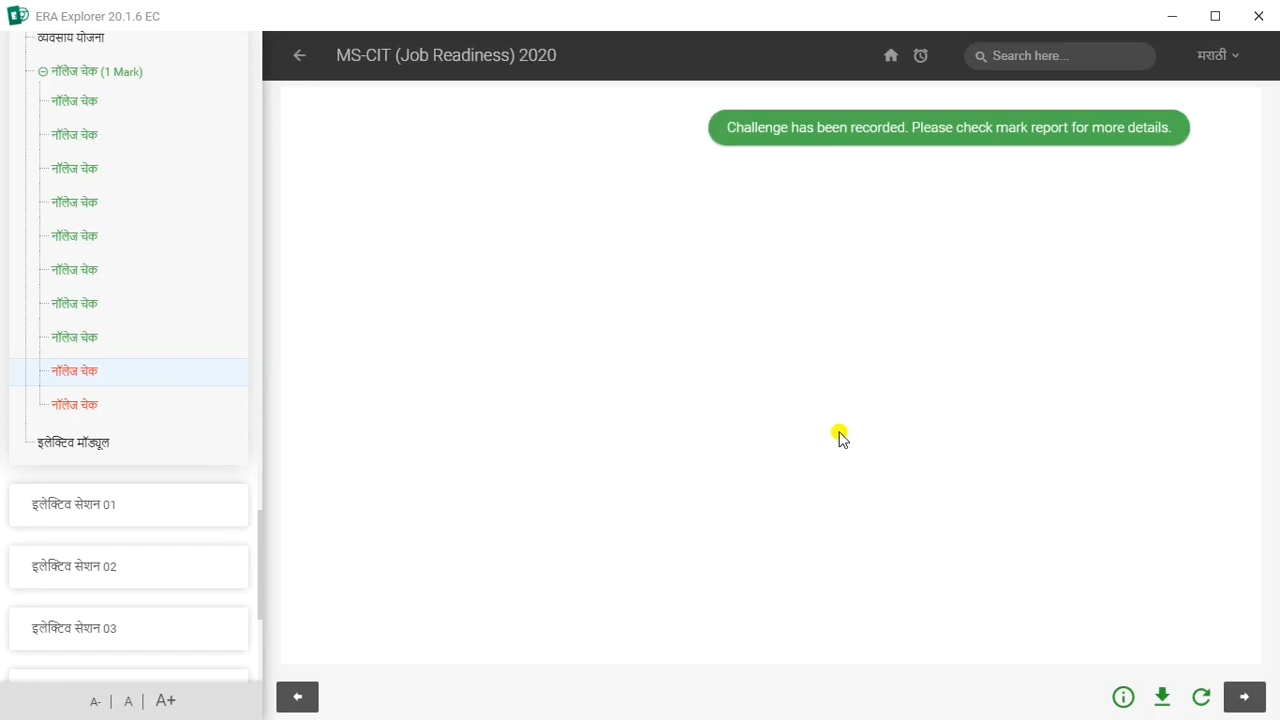 ERA Explorer 20.1.6 EC
व्यवसाय योजना
नॉलेज चेक (1 Mark)
नॉलेज चेक
नॉलेज चेक
नॉलेज चेक
नॉलेज चेक
नॉलेज चेक
नॉलेज चेक
नॉलेज चेक
नॉलेज चेक
नॉलेज चेक
नॉलेज चेक
इलेक्टिव मॉड्यूल
इलेक्टिव सेशन 01
इलेक्टिव सेशन 02
इलेक्टिव सेशन 03
A- | A | A+
MS-CIT (Job Readiness) 2020
Search here...
मराठी
Challenge has been recorded. Please check mark report for more details.